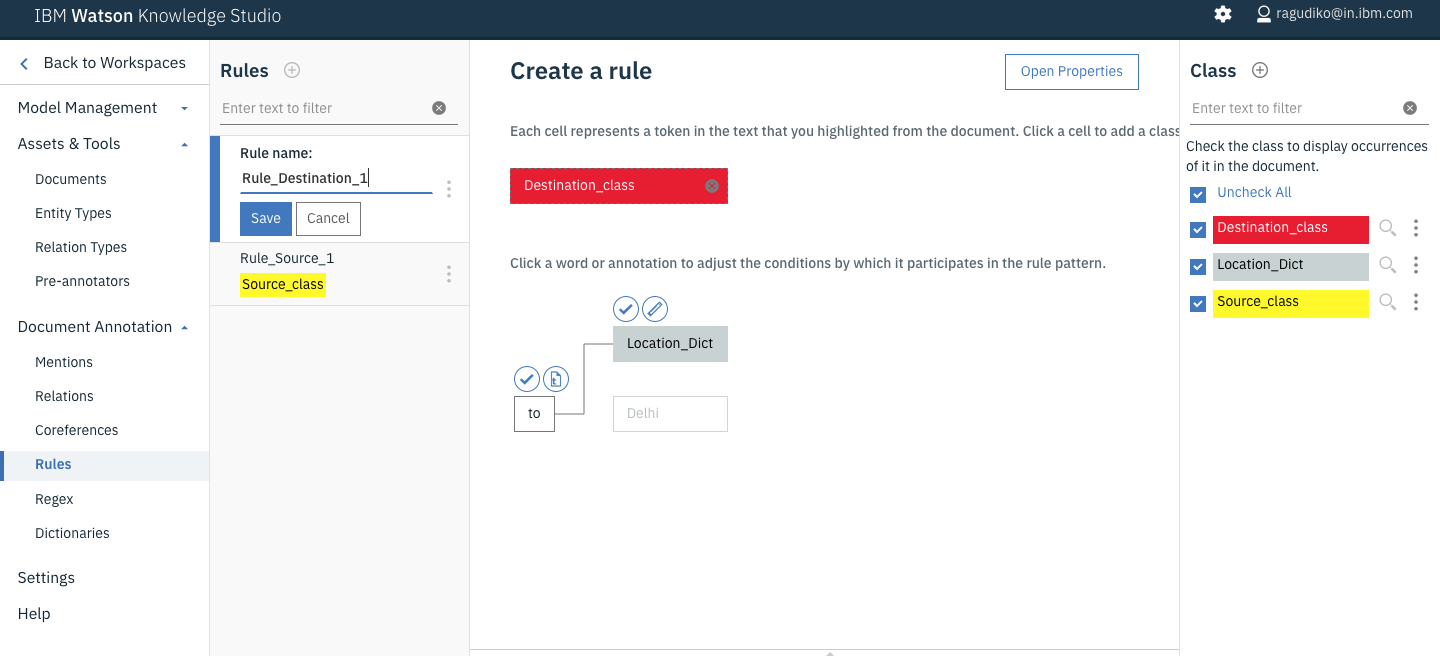 IBM Watson Knowledge Studio
ragudiko@in.ibm.com
Back to Workspaces
Model Management
Assets & Tools
Documents
Entity Types
Relation Types
Pre-annotators
Document Annotation
Mentions
Relations
Coreferences
Rules
Regex
Dictionaries
Settings
Help
Rules
Enter text to filter
Rule name:
Rule_Destination_1
Save Cancel
Rule_Source_1
Source_class
Create a rule
Open Properties
Each cell represents a token in the text that you highlighted from the document. Click a cell to add a class
Destination_class
Click a word or annotation to adjust the conditions by which it participates in the rule pattern.
Location_Dict
to
Delhi
Class
Enter text to filter
Check the class to display occurrences
of it in the document.
Uncheck All
Destination_class
Location_Dict
Source_class